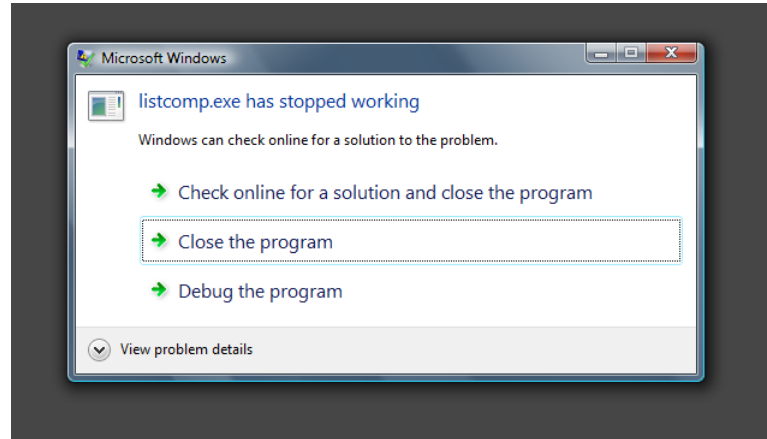 Microsoft Windows
listcomp.exe has stopped working
Windows can check online for a solution to the problem.
Check online for a solution and close the program
Close the program
Debug the program
View problem details